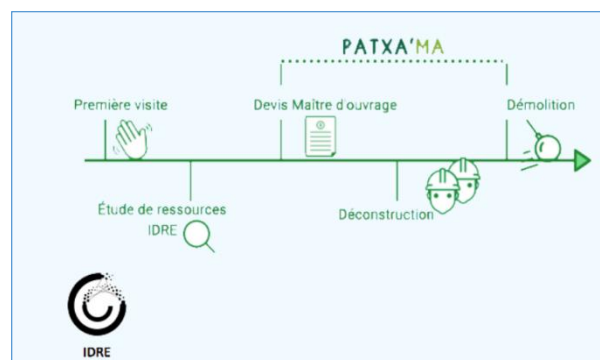 PATXA'MA
Première visite
Devis Maître d'ouvrage
Démolition
Étude de ressources
IDRE
Déconstruction
IDRE